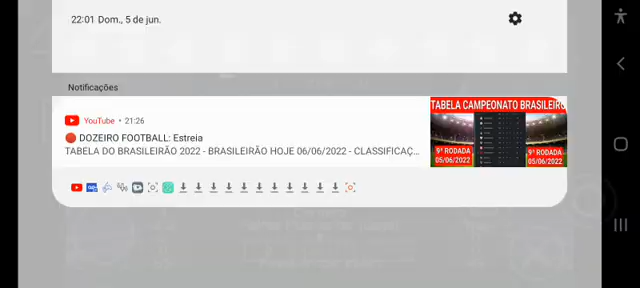 22:01 Dom., 5 de jun.
Notificações
YouTube • 21:26
DOZEIRO FOOTBALL: Estreia
TABELA DO BRASILEIRÃO 2022 - BRASILEIRÃO HOJE 06/06/2022 - CLASSIFICAÇ...
TABELA CAMPEONATO BRASILEIRO
9ª RODADA
05/06/2022
9ª RODADA
05/06/2022